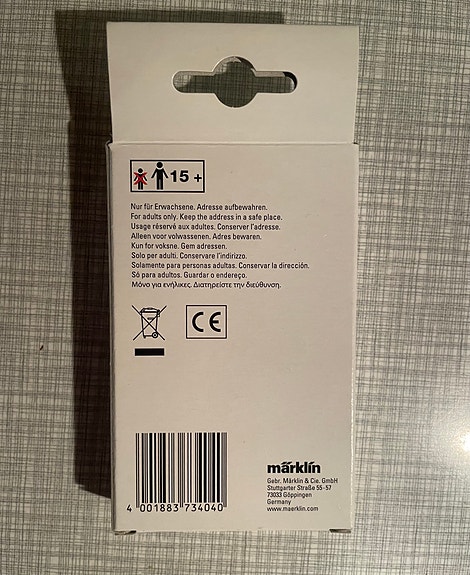 15 +
Nur für Erwachsene. Adresse aufbewahren.
For adults only. Keep the address in a safe place.
Usage réservé aux adultes. Conserver l'adresse.
Alleen voor volwassenen. Adres bewaren.
Kun for voksne. Gem adressen.
Solo per adulti. Conservare l'indirizzo.
Solamente para personas adultas. Conservar la dirección.
Só para adultos. Guardar o endereço.
Μόνο για ενήλικες. Διατηρείστε την διεύθυνση.
CE
märklin
Gebr. Märklin & Cie. GmbH
Stuttgarter Straße 55-57
73033 Göppingen
Germany
www.maerklin.com
4 001883 734040